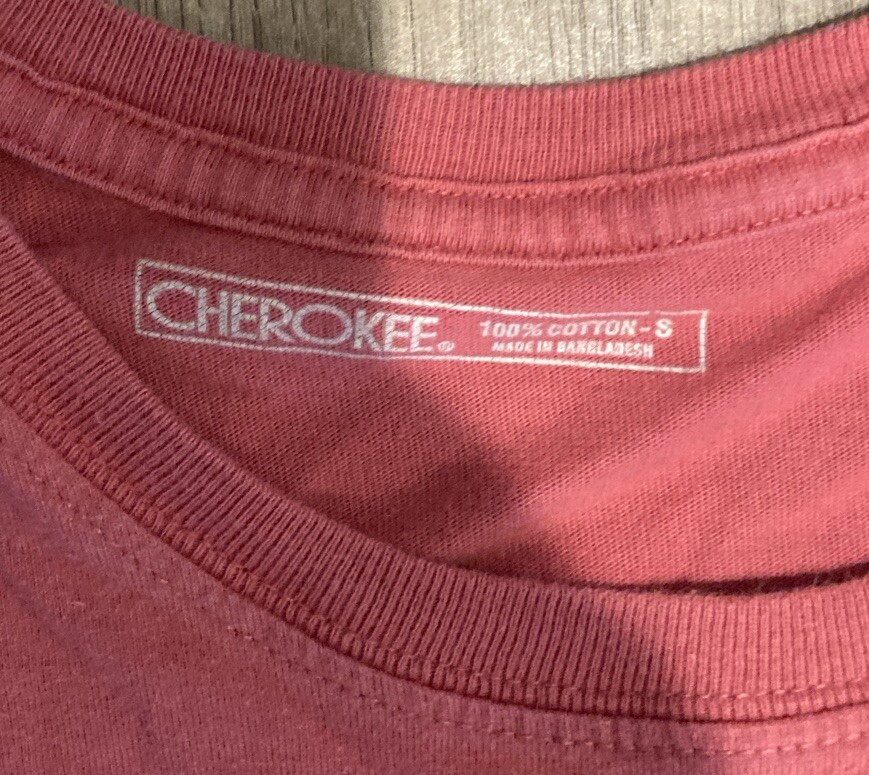 CHEROKEE® 100% COTTON - S
MADE IN BANGLADESH